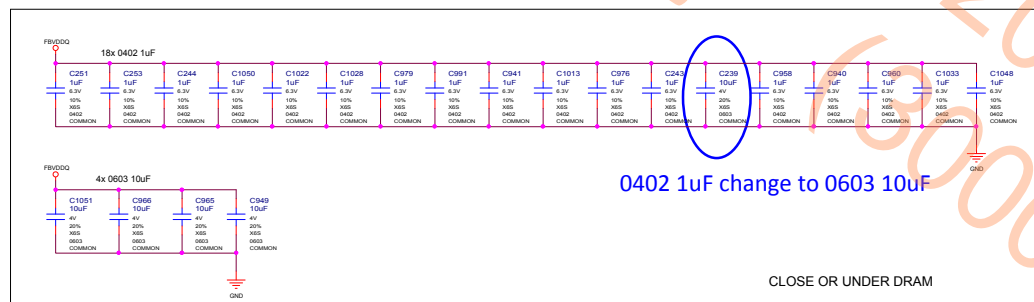 FBVDDQ
18x 0402 1uF
C251 C253 C244 C1050 C1022 C1028 C979 C991 C941 C1013 C976 C243 C239 C958 C940 C960 C1033 C1048
1uF 1uF 1uF 1uF 1uF 1uF 1uF 1uF 1uF 1uF 1uF 1uF 10uF 1uF 1uF 1uF 1uF 1uF
6.3V 6.3V 6.3V 6.3V 6.3V 6.3V 6.3V 6.3V 6.3V 6.3V 6.3V 6.3V 4V 6.3V 6.3V 6.3V 6.3V 6.3V
10% 10% 10% 10% 10% 10% 10% 10% 10% 10% 10% 10% 20% 10% 10% 10% 10% 10%
X6S X6S X6S X6S X6S X6S X6S X6S X6S X6S X6S X6S X6S X6S X6S X6S X6S X6S
0402 0402 0402 0402 0402 0402 0402 0402 0402 0402 0402 0402 0603 0402 0402 0402 0402 0402
COMMON COMMON COMMON COMMON COMMON COMMON COMMON COMMON COMMON COMMON COMMON COMMON COMMON COMMON COMMON COMMON COMMON COMMON
GND
0402 1uF change to 0603 10uF
FBVDDQ
4x 0603 10uF
C1051 C966 C965 C949
10uF 10uF 10uF 10uF
4V 4V 4V 4V
20% 20% 20% 20%
X6S X6S X6S X6S
0603 0603 0603 0603
COMMON COMMON COMMON COMMON
GND
CLOSE OR UNDER DRAM